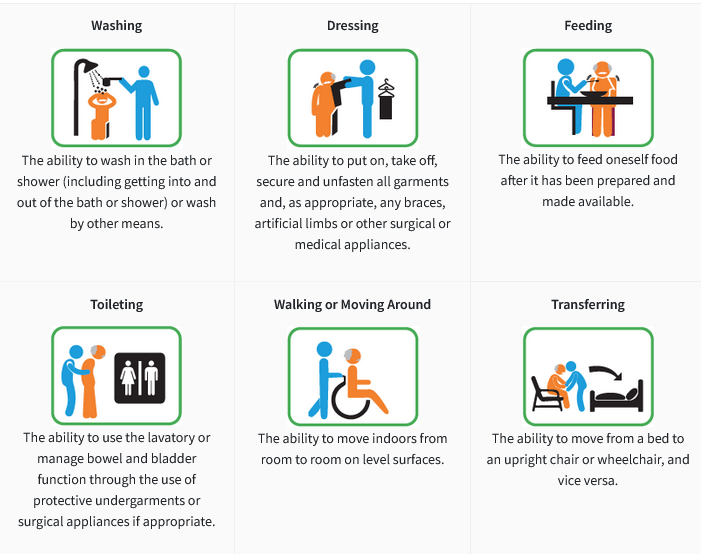 Washing
The ability to wash in the bath or
shower (including getting into and
out of the bath or shower) or wash
by other means.
Dressing
The ability to put on, take off,
secure and unfasten all garments
and, as appropriate, any braces,
artificial limbs or other surgical or
medical appliances.
Feeding
The ability to feed oneself food
after it has been prepared and
made available.
Toileting
The ability to use the lavatory or
manage bowel and bladder
function through the use of
protective undergarments or
surgical appliances if appropriate.
Walking or Moving Around
The ability to move indoors from
room to room on level surfaces.
Transferring
The ability to move from a bed to
an upright chair or wheelchair, and
vice versa.